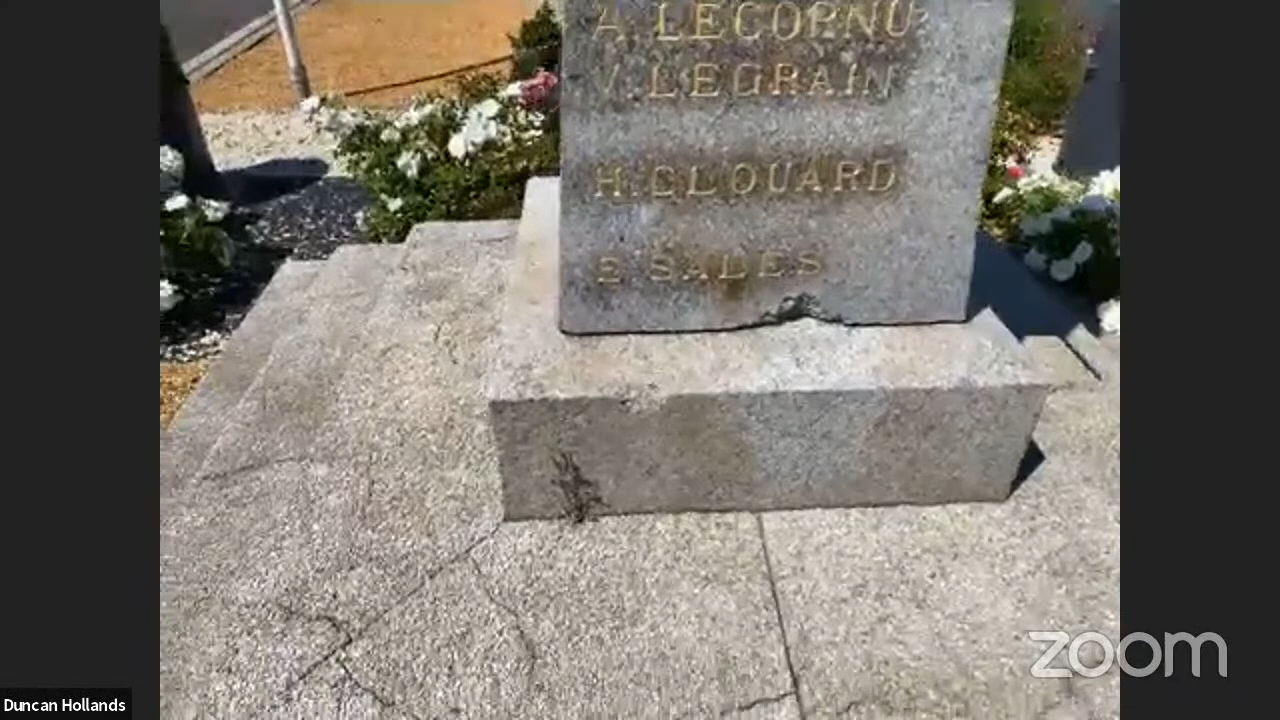 A. LECORNU
V. LEGRAIN
H. CLOUARD
E SALES
zoom
Duncan Hollands